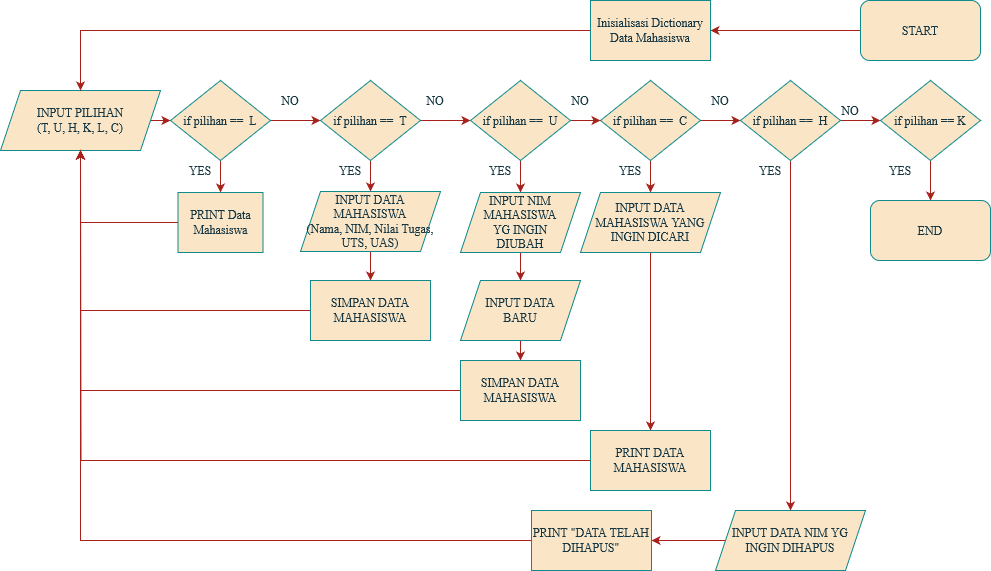 Inisialisasi Dictionary
Data Mahasiswa
START
INPUT PILIHAN
(T, U, H, K, L, C)
if pilihan == L
NO
if pilihan == T
NO
if pilihan == U
NO
if pilihan == C
NO
if pilihan == H
NO
if pilihan == K
YES
YES
YES
YES
YES
YES
PRINT Data
Mahasiswa
INPUT DATA
MAHASISWA
(Nama, NIM, Nilai Tugas,
UTS, UAS)
INPUT NIM
MAHASISWA
YG INGIN
DIUBAH
INPUT DATA
MAHASISWA YANG
INGIN DICARI
END
SIMPAN DATA
MAHASISWA
INPUT DATA
BARU
SIMPAN DATA
MAHASISWA
PRINT DATA
MAHASISWA
PRINT "DATA TELAH
DIHAPUS"
INPUT DATA NIM YG
INGIN DIHAPUS